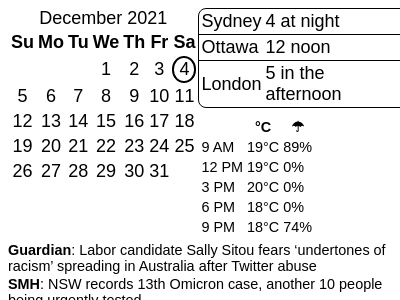 December 2021
Su Mo Tu We Th Fr Sa
1 2 3 4
5 6 7 8 9 10 11
12 13 14 15 16 17 18
19 20 21 22 23 24 25
26 27 28 29 30 31
Sydney 4 at night
Ottawa 12 noon
London 5 in the
afternoon
°C ☂
9 AM 19°C 89%
12 PM 19°C 0%
3 PM 20°C 0%
6 PM 18°C 0%
9 PM 18°C 74%
Guardian: Labor candidate Sally Sitou fears ‘undertones of
racism’ spreading in Australia after Twitter abuse
SMH: NSW records 13th Omicron case, another 10 people
being urgently tested